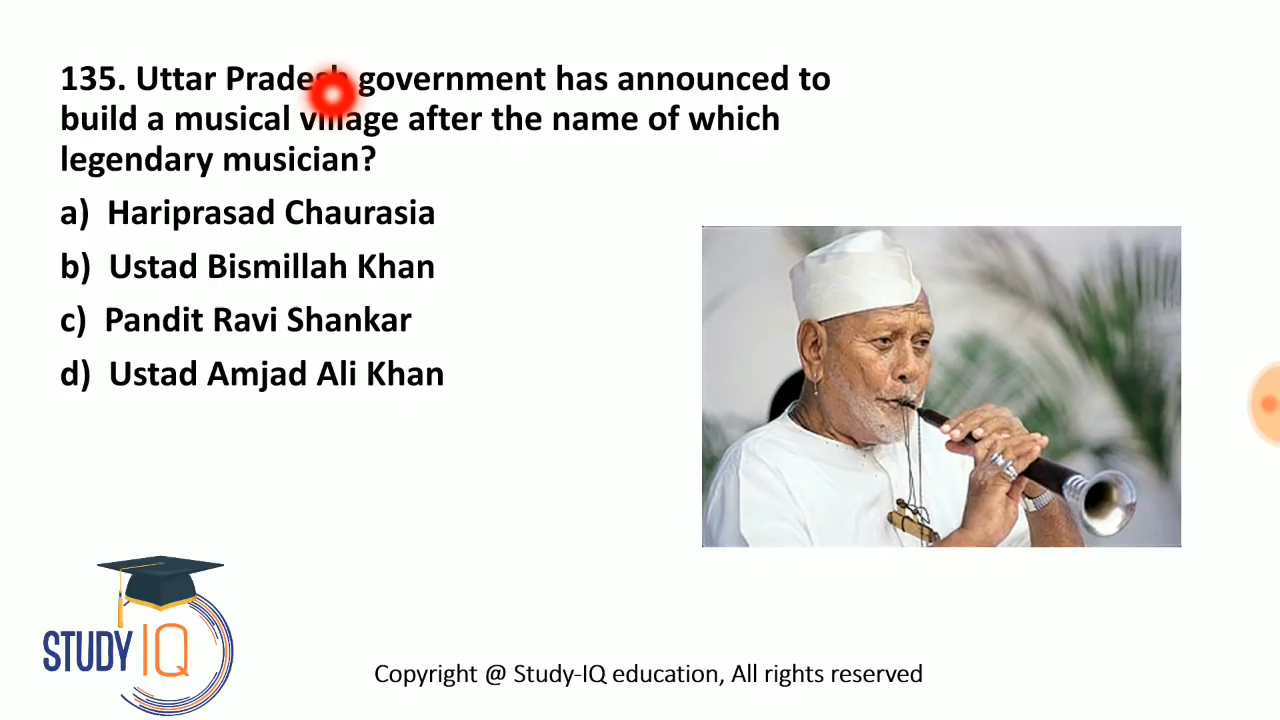 135. Uttar Pradesh government has announced to
build a musical village after the name of which
legendary musician?
a) Hariprasad Chaurasia
b) Ustad Bismillah Khan
c) Pandit Ravi Shankar
d) Ustad Amjad Ali Khan
STUDY IQ
Copyright @ Study-IQ education, All rights reserved